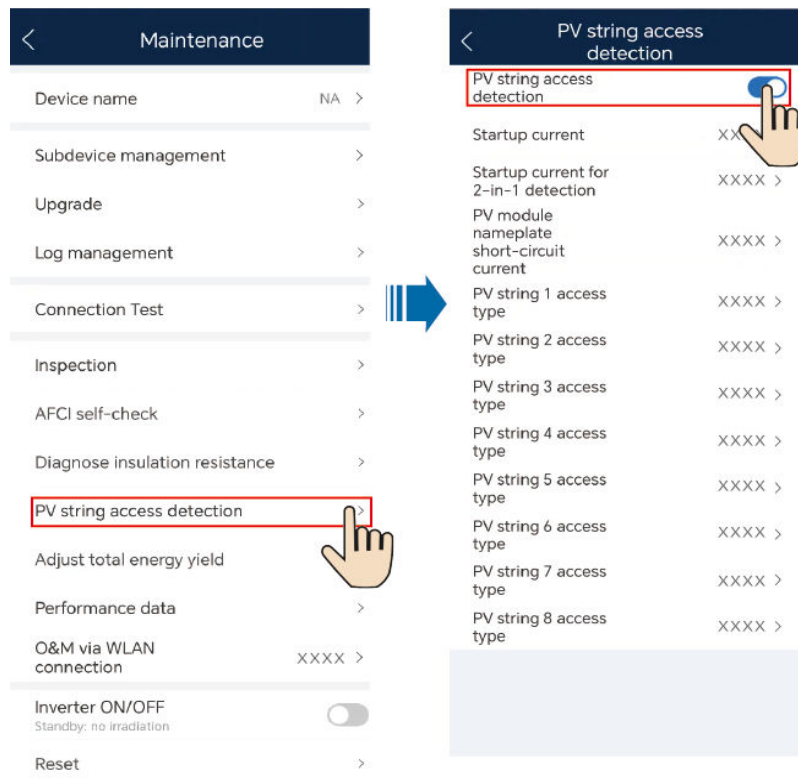 Maintenance
Device name NA >
Subdevice management >
Upgrade >
Log management >
Connection Test >
Inspection >
AFCI self-check >
Diagnose insulation resistance >
PV string access detection >
Adjust total energy yield
Performance data >
O&M via WLAN
connection XXXX >
Inverter ON/OFF
Standby: no irradiation
Reset >
PV string access
detection
PV string access
detection
Startup current XX
Startup current for
2-in-1 detection XXXX >
PV module
nameplate
short-circuit
current XXXX >
PV string 1 access
type XXXX >
PV string 2 access
type XXXX >
PV string 3 access
type XXXX >
PV string 4 access
type XXXX >
PV string 5 access
type XXXX >
PV string 6 access
type XXXX >
PV string 7 access
type XXXX >
PV string 8 access
type XXXX >